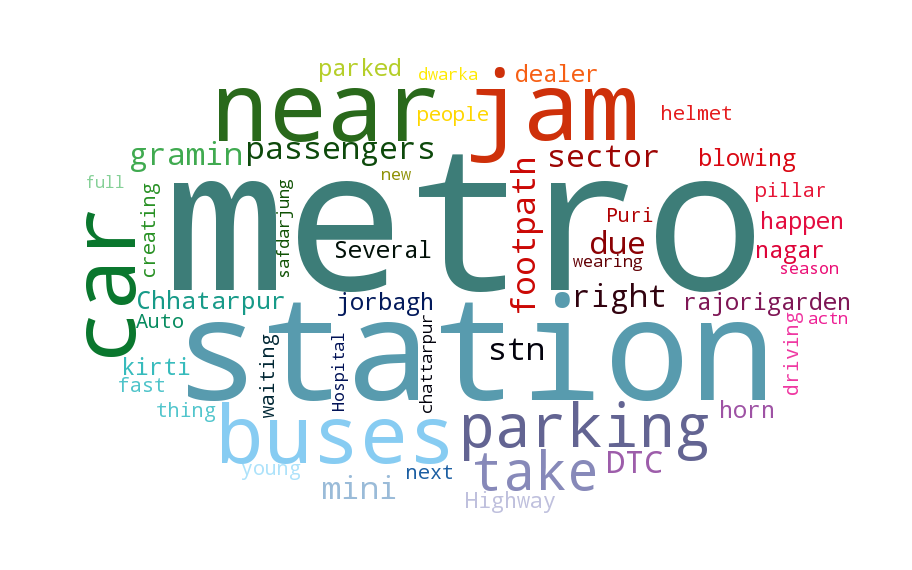 parked
dwarka
dealer
near
jam
people
helmet
gramin
passengers
sector
blowing
full
new
pillar
metro
car
creating
safdarjung
footpath
Puri
happen
Several
due
nagar
wearing
season
Chhatarpur
jorbagh
right
rajorigarden
Auto
actn
station
stn
kirti
fast
waiting
Hospital
chattarpur
driving
thing
buses
parking
horn
young
next
take
DTC
mini
Highway